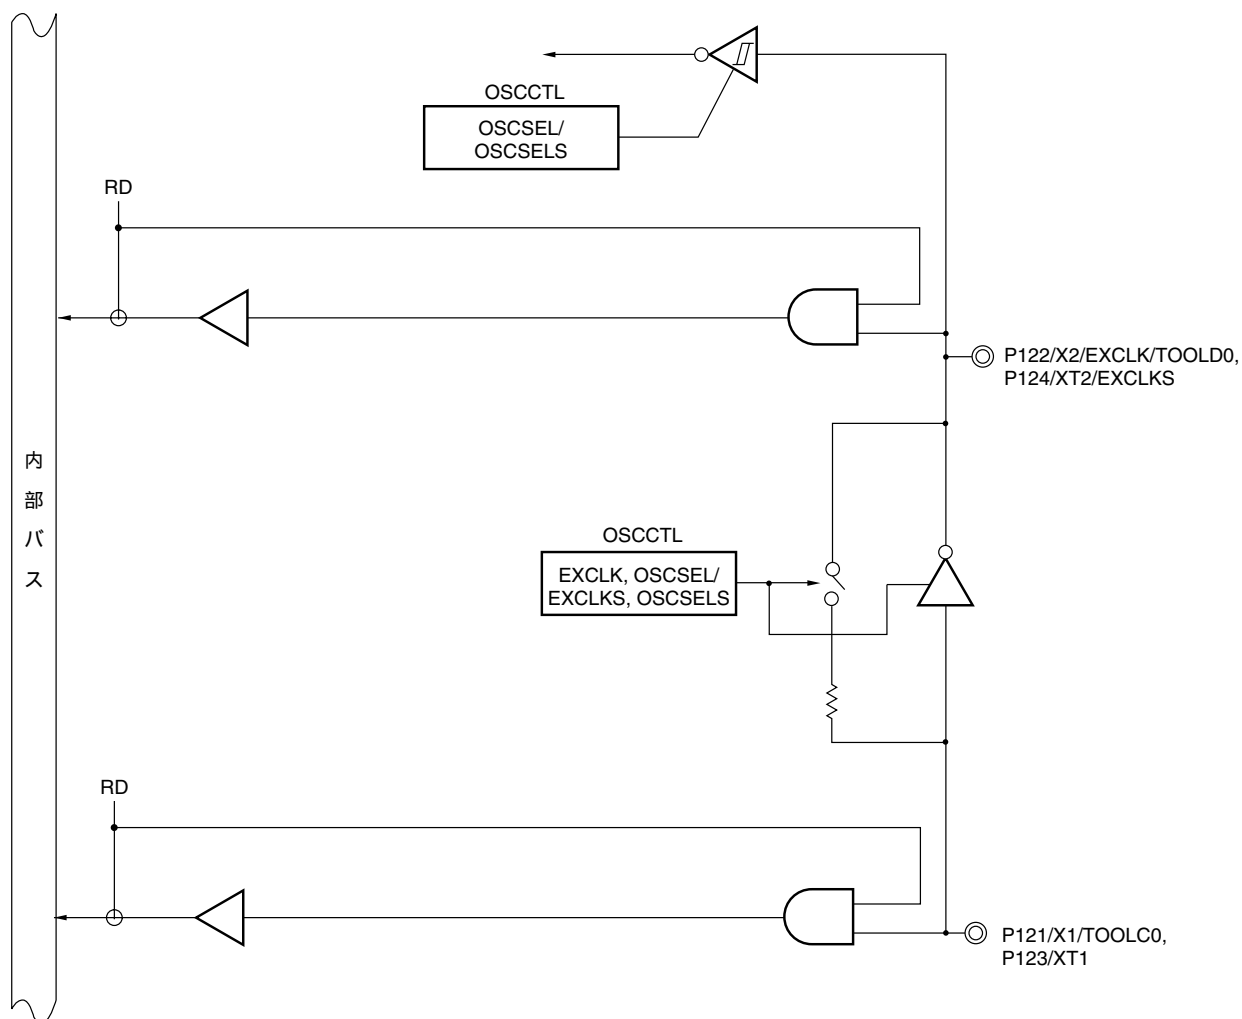 OSCCTL
OSCSEL/
OSCSELS
RD
P122/X2/EXCLK/TOOLD0,
P124/XT2/EXCLKS
内部バス
OSCCTL
EXCLK, OSCSEL/
EXCLKS, OSCSELS
RD
P121/X1/TOOLC0,
P123/XT1